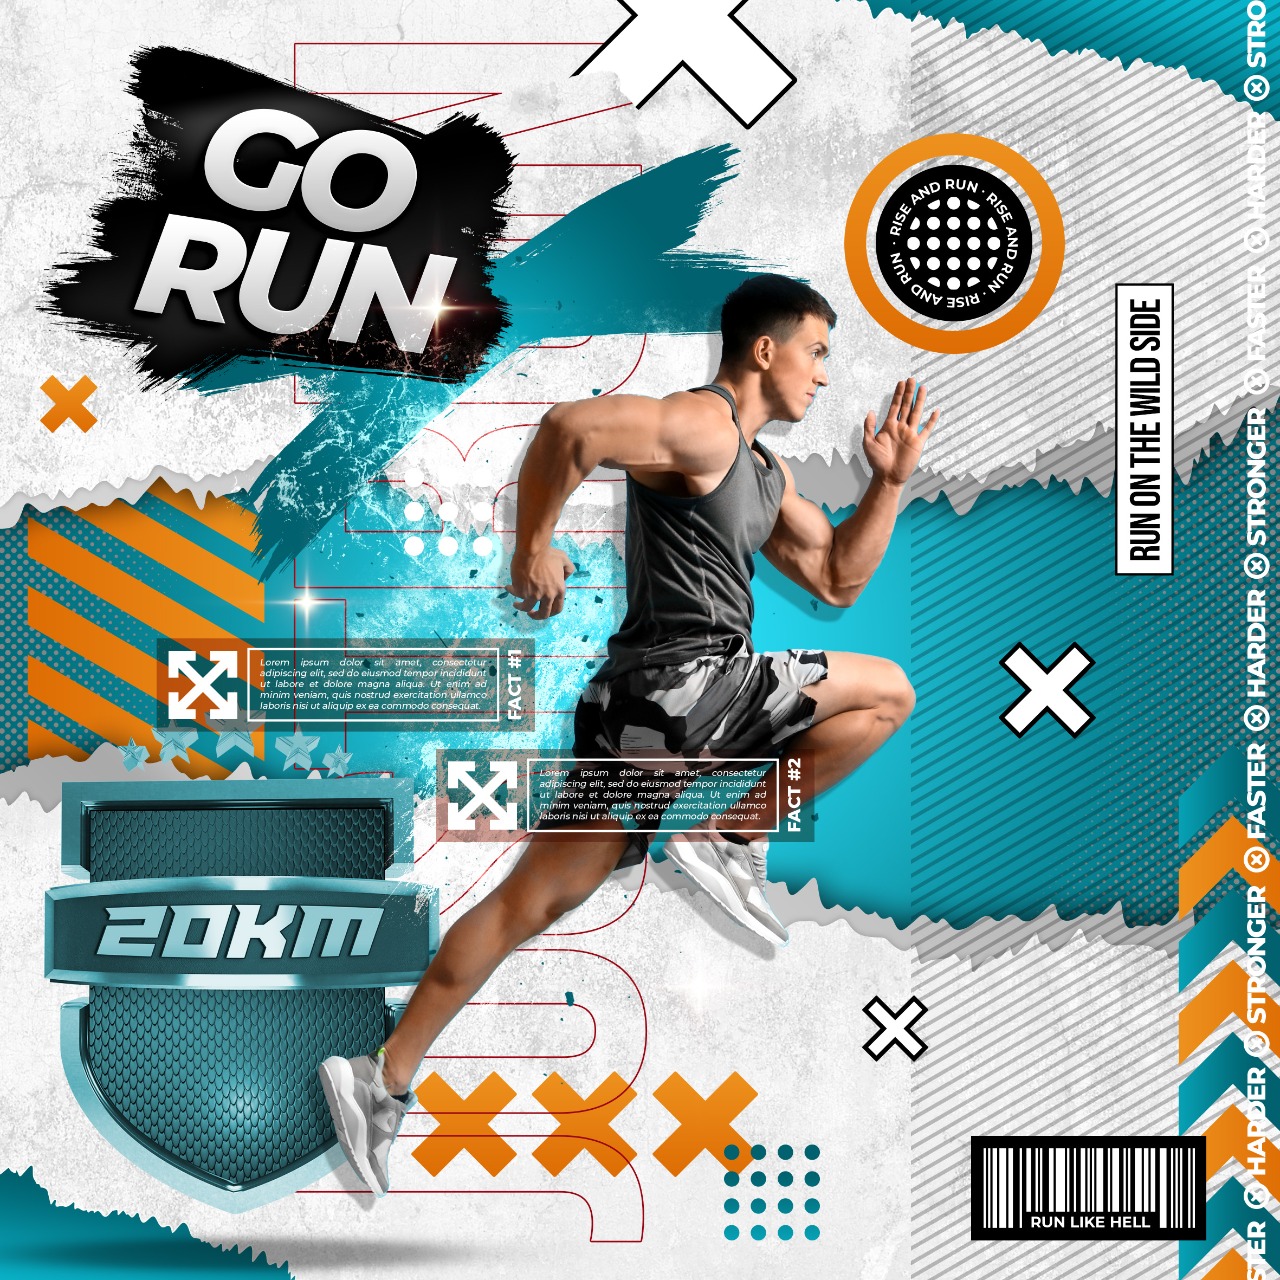 GO
RUN
RISE AND RUN · RISE AND RUN · RISE AND RUN ·
RUN ON THE WILD SIDE
Lorem ipsum dolor sit amet, consectetur
adipiscing elit, sed do eiusmod tempor incididunt
ut labore et dolore magna aliqua. Ut enim ad
minim veniam, quis nostrud exercitation ullamco
laboris nisi ut aliquip ex ea commodo consequat.
FACT #1
Lorem ipsum dolor sit amet, consectetur
adipiscing elit, sed do eiusmod tempor incididunt
ut labore et dolore magna aliqua. Ut enim ad
minim veniam, quis nostrud exercitation ullamco
laboris nisi ut aliquip ex ea commodo consequat.
FACT #2
20KM
RUN LIKE HELL
STER ⓧ HARDER ⓧ STRONGER ⓧ FASTER ⓧ HARDER ⓧ STRONGER ⓧ FASTER ⓧ HARDER ⓧ STRO